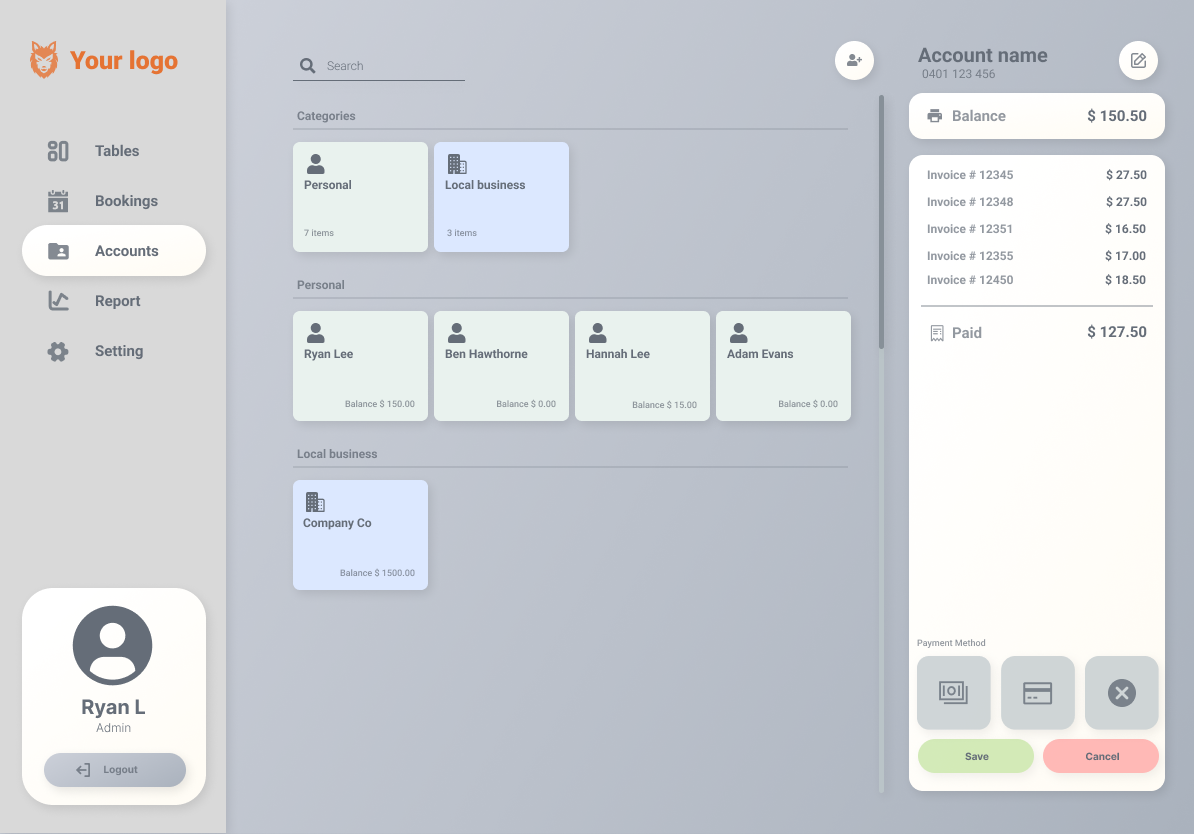 Your logo
Tables
31
Bookings
Accounts
Report
Setting
Ryan L
Admin
Logout
Search
Categories
Personal
7 items
Local business
3 items
Personal
Ryan Lee
Balance $ 150.00
Ben Hawthorne
Balance $ 0.00
Hannah Lee
Balance $ 15.00
Adam Evans
Balance $ 0.00
Local business
Company Co
Balance $ 1500.00
Account name
0401 123 456
Balance $ 150.50
Invoice # 12345 $ 27.50
Invoice # 12348 $ 27.50
Invoice # 12351 $ 16.50
Invoice # 12355 $ 17.00
Invoice # 12450 $ 18.50
Paid $ 127.50
Payment Method
Save
Cancel